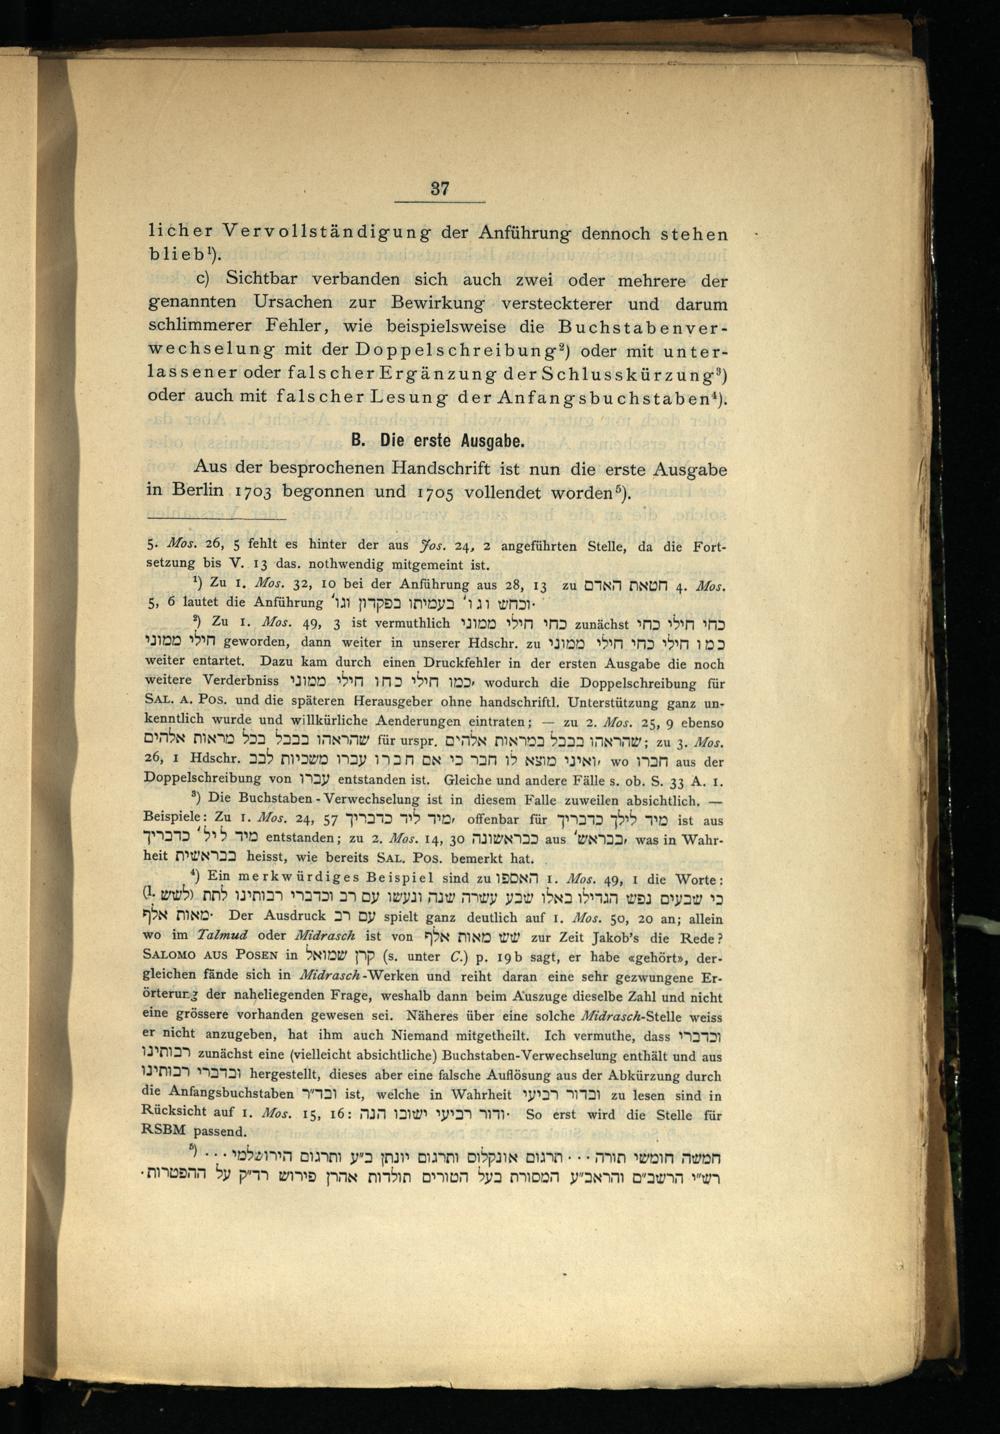 37
licher Vervollständigung der Anführung dennoch stehen
blieb¹).
c) Sichtbar verbanden sich auch zwei oder mehrere der
genannten Ursachen zur Bewirkung versteckterer und darum
schlimmerer Fehler, wie beispielsweise die Buchstabenver-
wechselung mit der Doppelschreibung²) oder mit unter-
lassener oder falscher Ergänzung der Schlusskürzung³)
oder auch mit falscher Lesung der Anfangsbuchstaben⁴).
B. Die erste Ausgabe.
Aus der besprochenen Handschrift ist nun die erste Ausgabe
in Berlin 1703 begonnen und 1705 vollendet worden⁵).
5. Mos. 26, 5 fehlt es hinter der aus Jos. 24, 2 angeführten Stelle, da die Fort-
setzung bis V. 13 das. nothwendig mitgemeint ist.
¹) Zu 1. Mos. 32, 10 bei der Anführung aus 28, 13 zu חטאת האדם 4. Mos.
5, 6 lautet die Anführung וכחש וגו' בעמיתו בפקדון וגו'.
²) Zu 1. Mos. 49, 3 ist vermuthlich כחי חילי ממוני zunächst כחי חילי כחי
חילי ממוני geworden, dann weiter in unserer Hdschr. zu כמו חילי כחי חילי ממוני
weiter entartet. Dazu kam durch einen Druckfehler in der ersten Ausgabe die noch
weitere Verderbniss כמו חילי כחו חילי ממוני, wodurch die Doppelschreibung für
SAL. A. POS. und die späteren Herausgeber ohne handschriftl. Unterstützung ganz un-
kenntlich wurde und willkürliche Aenderungen eintraten; — zu 2. Mos. 25, 9 ebenso
שהראהו בבבל בכל מראות אלהים für urspr. שהראהו בבבל במראות אלהים; zu 3. Mos.
26, 1 Hdschr. ואיני מוצא לו חבר כי אם חברו עברו משכיות לבב, wo חברו aus der
Doppelschreibung von עברו entstanden ist. Gleiche und andere Fälle s. ob. S. 33 A. 1.
³) Die Buchstaben-Verwechselung ist in diesem Falle zuweilen absichtlich. —
Beispiele: Zu 1. Mos. 24, 57 מיד ליד כדבריך, offenbar für מיד לילך כדבריך ist aus
מיד ליל' כדבריך entstanden; zu 2. Mos. 14, 30 כבראשונה aus כבראש', was in Wahr-
heit כבראשית heisst, wie bereits SAL. POS. bemerkt hat.
⁴) Ein merkwürdiges Beispiel sind zu האספו 1. Mos. 49, 1 die Worte:
כי שבעים נפש הגדילו באלו שבע עשרה שנה ונעשו עם רב וכדברי רבותינו לתת (לשש .l)
מאות אלף. Der Ausdruck עם רב spielt ganz deutlich auf 1. Mos. 50, 20 an; allein
wo im Talmud oder Midrasch ist von שש מאות אלף zur Zeit Jakob's die Rede?
SALOMO AUS POSEN in קרן שמואל (s. unter C.) p. 19b sagt, er habe «gehört», der-
gleichen fände sich in Midrasch-Werken und reiht daran eine sehr gezwungene Er-
örterung der naheliegenden Frage, weshalb dann beim Auszuge dieselbe Zahl und nicht
eine grössere vorhanden gewesen sei. Näheres über eine solche Midrasch-Stelle weiss
er nicht anzugeben, hat ihm auch Niemand mitgetheilt. Ich vermuthe, dass וכדברי
רבותינו zunächst eine (vielleicht absichtliche) Buchstaben-Verwechselung enthält und aus
ובדברי רבותינו hergestellt, dieses aber eine falsche Auflösung aus der Abkürzung durch
die Anfangsbuchstaben ובד"ר ist, welche in Wahrheit ובדור רביעי zu lesen sind in
Rücksicht auf 1. Mos. 15, 16: ודור רביעי ישובו הנה. So erst wird die Stelle für
RSBM passend.
⁵) חמשה חומשי תורה ... תרגום אונקלוס ותרגום יונתן ב"ע ותרגום הירושלמי ...
רש"י הרשב"ם והראב"ע המסורת בעל הטורים תולדות אהרן פירוש רד"ק על ההפטרות.